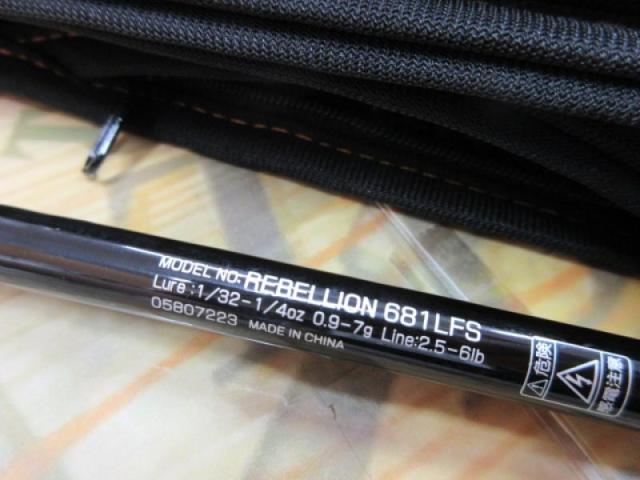 MODEL NO. REBELLION 681LFS
Lure :1/32-1/4oz 0.9-7g Line:2.5-6lb
05807223 MADE IN CHINA
危険
感電注意